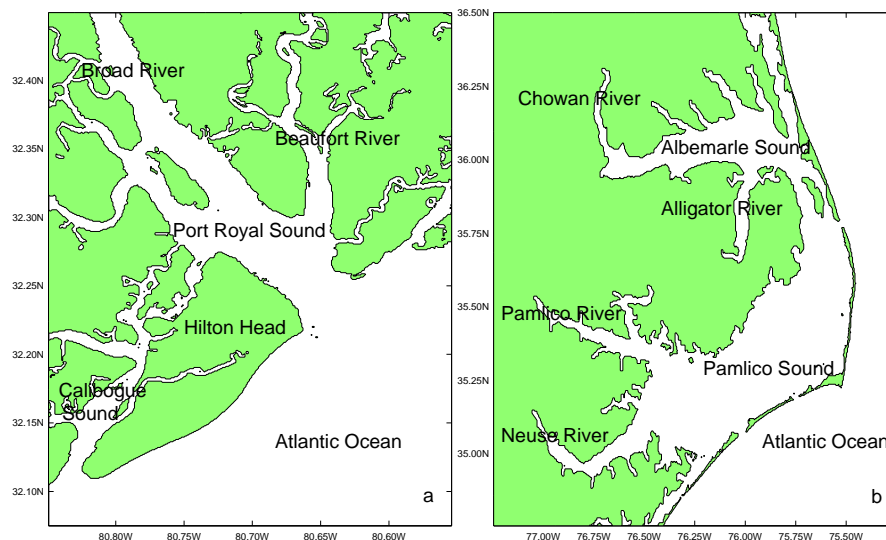 32.40N
32.35N
32.30N
32.25N
32.20N
32.15N
32.10N
Broad River
Beaufort River
Port Royal Sound
Hilton Head
Calibogue
Sound
Atlantic Ocean
a
80.80W
80.75W
80.70W
80.65W
80.60W
36.50N
36.25N
36.00N
35.75N
35.50N
35.25N
35.00N
Chowan River
Albemarle Sound
Alligator River
Pamlico River
Pamlico Sound
Neuse River
Atlantic Ocean
b
77.00W
76.75W
76.50W
76.25W
76.00W
75.75W
75.50W